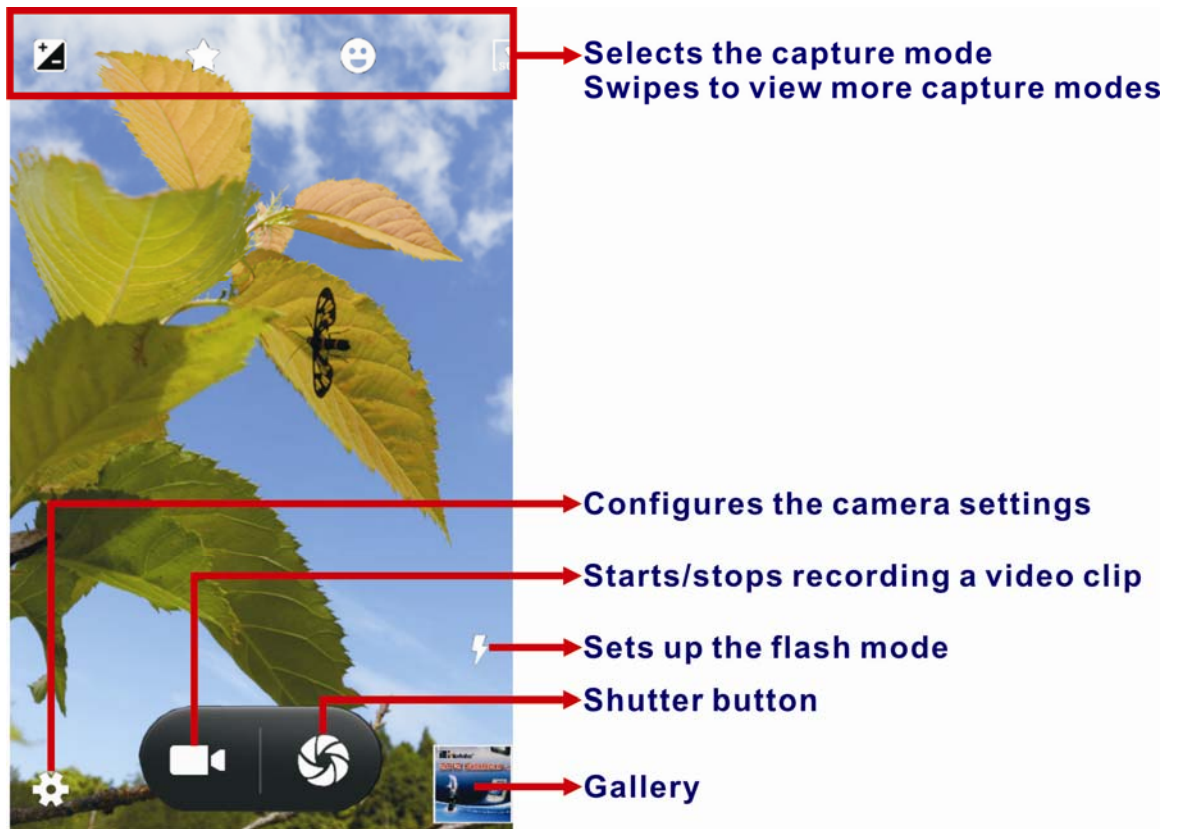 Selects the capture mode
Swipes to view more capture modes
Configures the camera settings
Starts/stops recording a video clip
Sets up the flash mode
Shutter button
Gallery